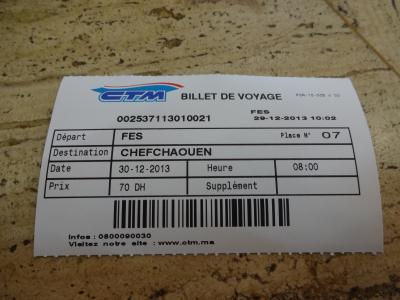 CTM BILLET DE VOYAGE
002537113010021 FES
29-12-2013 10:02
Départ FES Place N° 07
Destination CHEFCHAOUEN
Date 30-12-2013 Heure 08:00
Prix 70 DH Supplément
Infos : 0800090030
Visitez notre site : www.ctm.ma